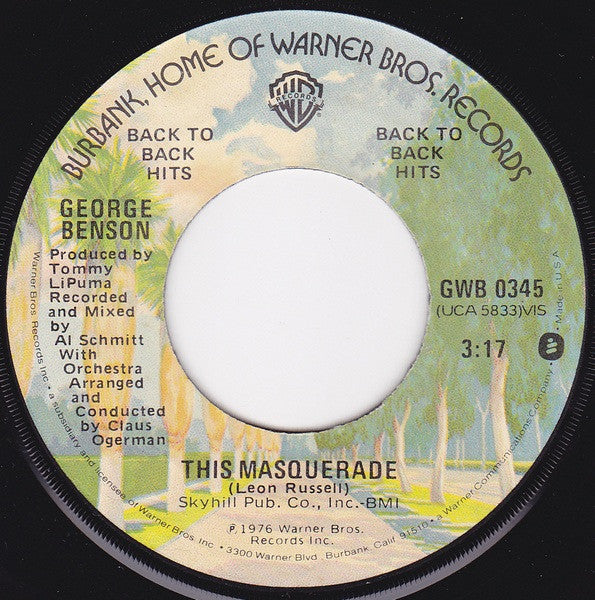 BURBANK, HOME OF WARNER BROS. RECORDS
WB
RECORDS
®
BACK TO
BACK
HITS
BACK TO
BACK
HITS
GEORGE
BENSON
Produced by
Tommy
LiPuma
Recorded
and Mixed
by
Al Schmitt
With
Orchestra
Arranged
and
Conducted
by Claus
Ogerman
GWB 0345
(UCA 5833)VIS
3:17
THIS MASQUERADE
(Leon Russell)
Skyhill Pub. Co., Inc.-BMI
℗ 1976 Warner Bros.
Records Inc.
Warner Bros. Records Inc. • a subsidiary and licensee of Warner Bros. Inc. • 3300 Warner Blvd., Burbank, Calif. 91510 • a Warner Communications Company • Made in U.S.A.